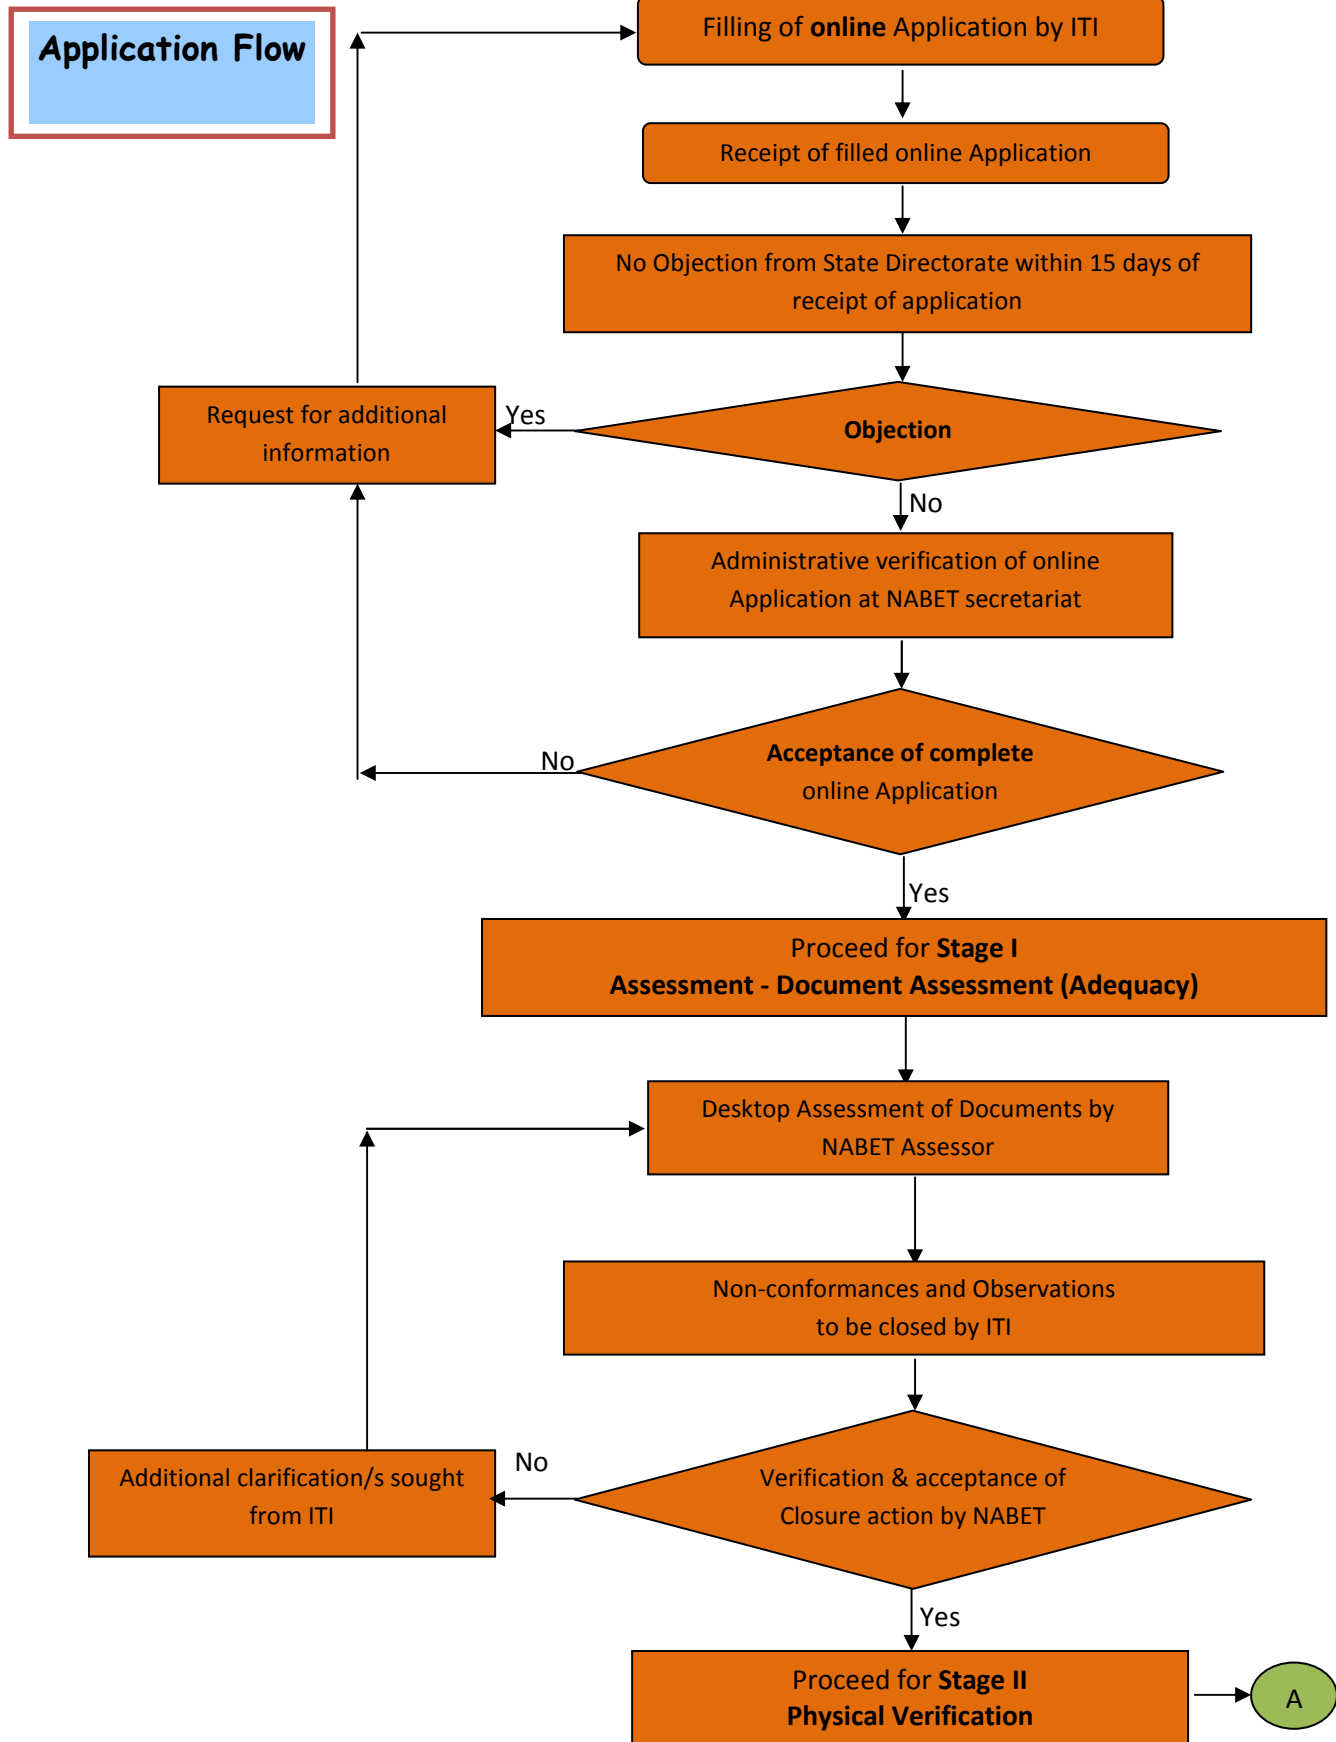 Application Flow
Filling of online Application by ITI
Receipt of filled online Application
No Objection from State Directorate within 15 days of
receipt of application
Request for additional
information
Yes
Objection
No
Administrative verification of online
Application at NABET secretariat
No
Acceptance of complete
online Application
Yes
Proceed for Stage I
Assessment - Document Assessment (Adequacy)
Desktop Assessment of Documents by
NABET Assessor
Non-conformances and Observations
to be closed by ITI
Additional clarification/s sought
from ITI
No
Verification & acceptance of
Closure action by NABET
Yes
Proceed for Stage II
Physical Verification
A